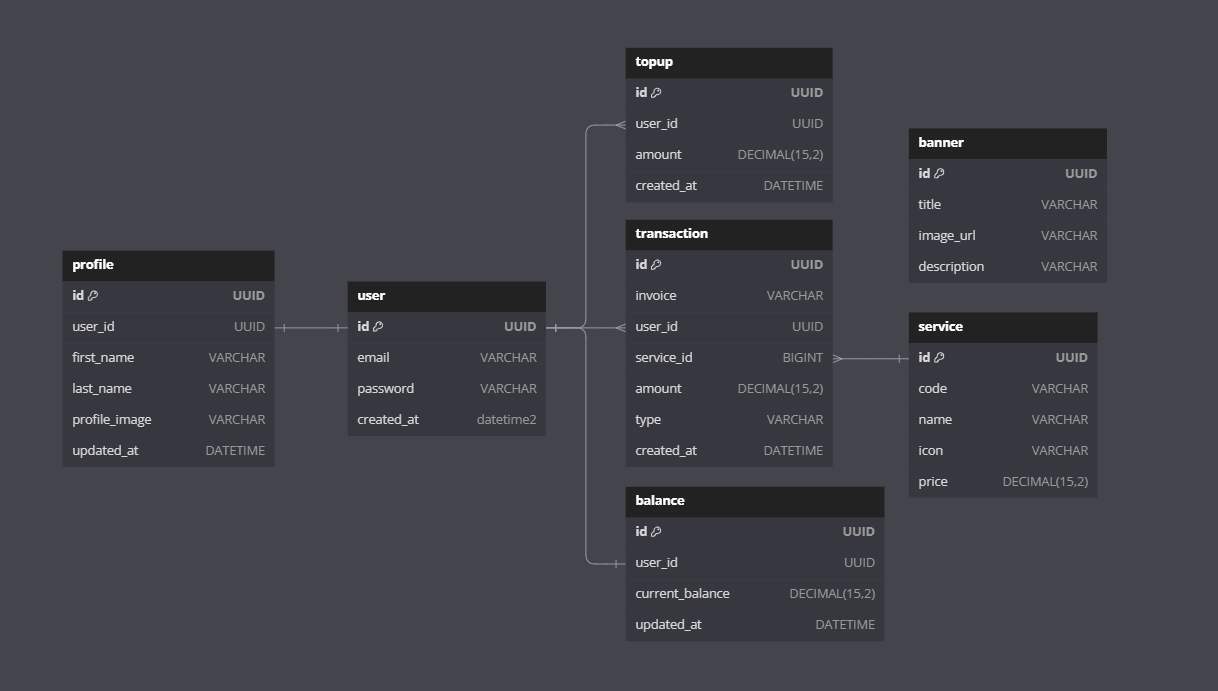 profile
id UUID
user_id UUID
first_name VARCHAR
last_name VARCHAR
profile_image VARCHAR
updated_at DATETIME
user
id UUID
email VARCHAR
password VARCHAR
created_at datetime2
topup
id UUID
user_id UUID
amount DECIMAL(15,2)
created_at DATETIME
transaction
id UUID
invoice VARCHAR
user_id UUID
service_id BIGINT
amount DECIMAL(15,2)
type VARCHAR
created_at DATETIME
balance
id UUID
user_id UUID
current_balance DECIMAL(15,2)
updated_at DATETIME
banner
id UUID
title VARCHAR
image_url VARCHAR
description VARCHAR
service
id UUID
code VARCHAR
name VARCHAR
icon VARCHAR
price DECIMAL(15,2)